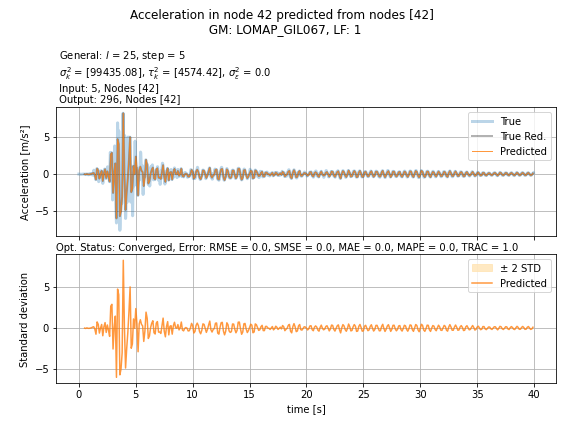 Acceleration in node 42 predicted from nodes [42]
GM: LOMAP_GIL067, LF: 1
General: l = 25, step = 5
σ²ₖ = [99435.08], τ²ₖ = [4574.42], σ²ₑ = 0.0
Input: 5, Nodes [42]
Output: 296, Nodes [42]
Acceleration [m/s²]
5
0
−5
True
True Red.
Predicted
Opt. Status: Converged, Error: RMSE = 0.0, SMSE = 0.0, MAE = 0.0, MAPE = 0.0, TRAC = 1.0
Standard deviation
5
0
−5
± 2 STD
Predicted
0 5 10 15 20 25 30 35 40
time [s]